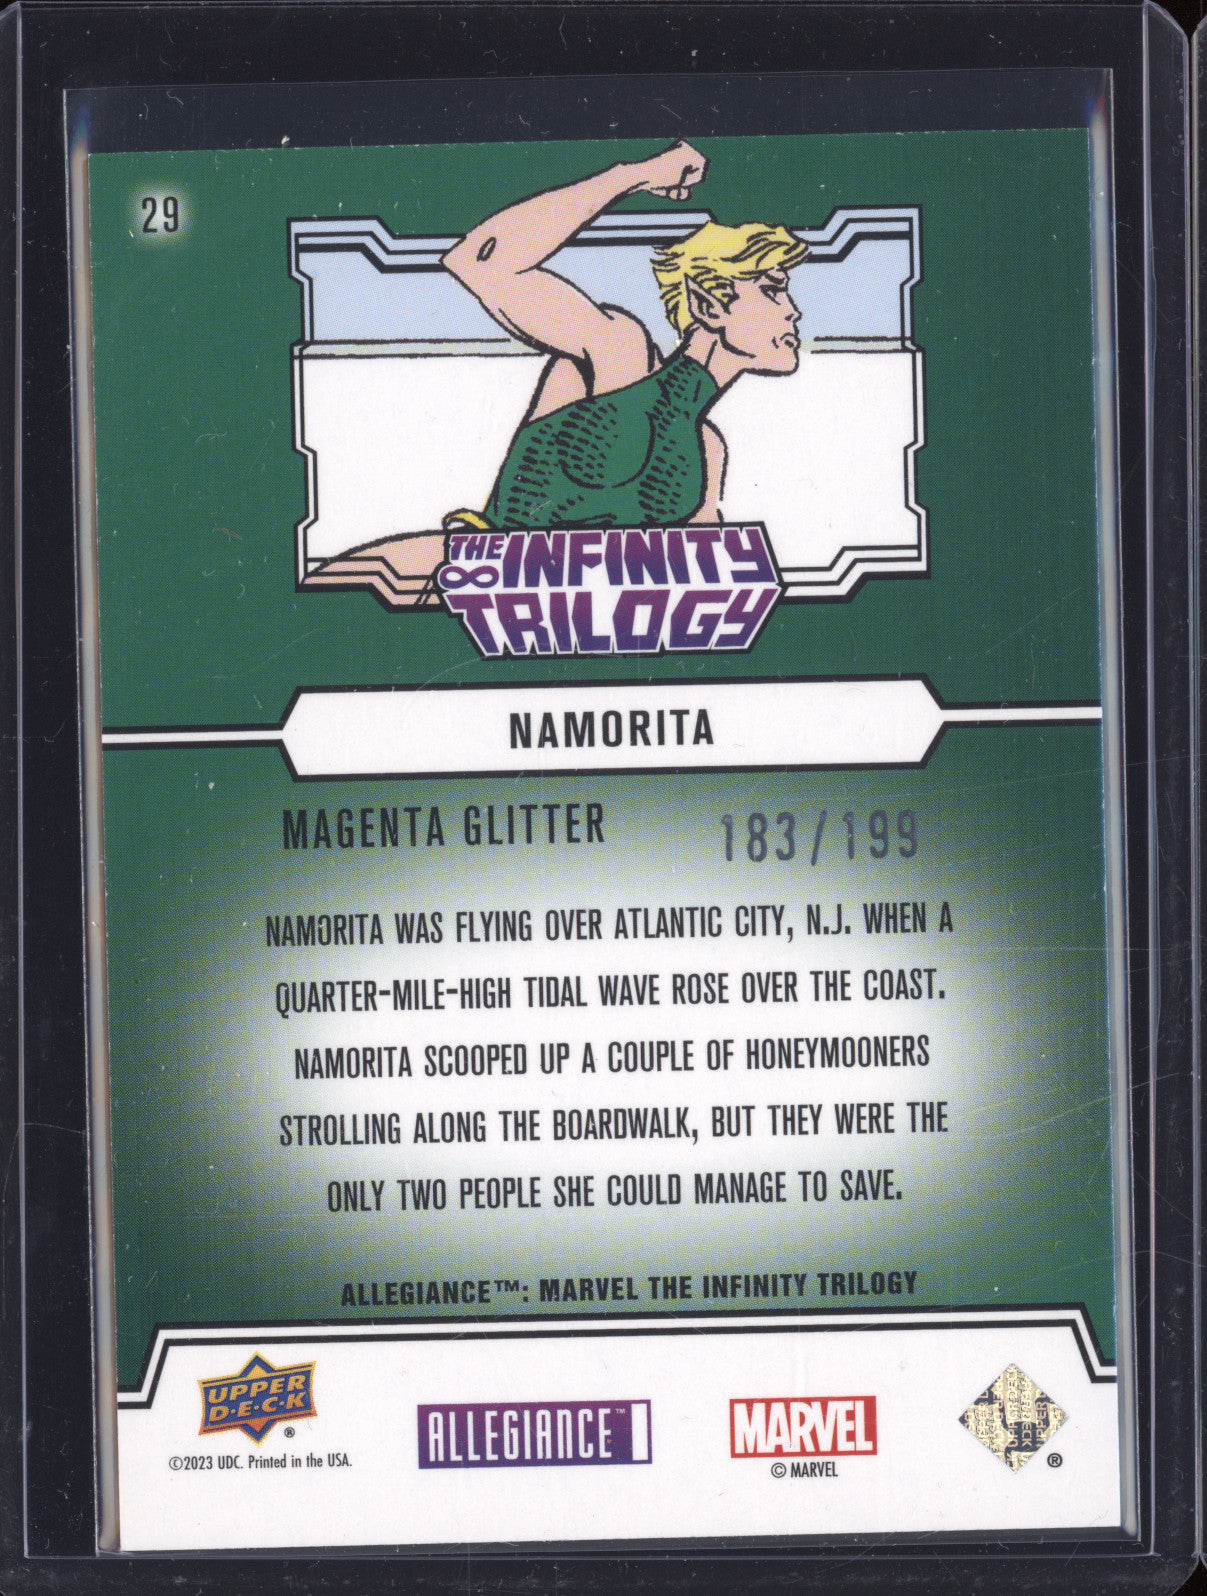 29
THE INFINITY
TRILOGY
NAMORITA
MAGENTA GLITTER 183/199
NAMORITA WAS FLYING OVER ATLANTIC CITY, N.J. WHEN A
QUARTER-MILE-HIGH TIDAL WAVE ROSE OVER THE COAST.
NAMORITA SCOOPED UP A COUPLE OF HONEYMOONERS
STROLLING ALONG THE BOARDWALK, BUT THEY WERE THE
ONLY TWO PEOPLE SHE COULD MANAGE TO SAVE.
ALLEGIANCE™: MARVEL THE INFINITY TRILOGY
UPPER
D·E·C·K
®
©2023 UDC. Printed in the USA.
ALLEGIANCE™
MARVEL
© MARVEL
®